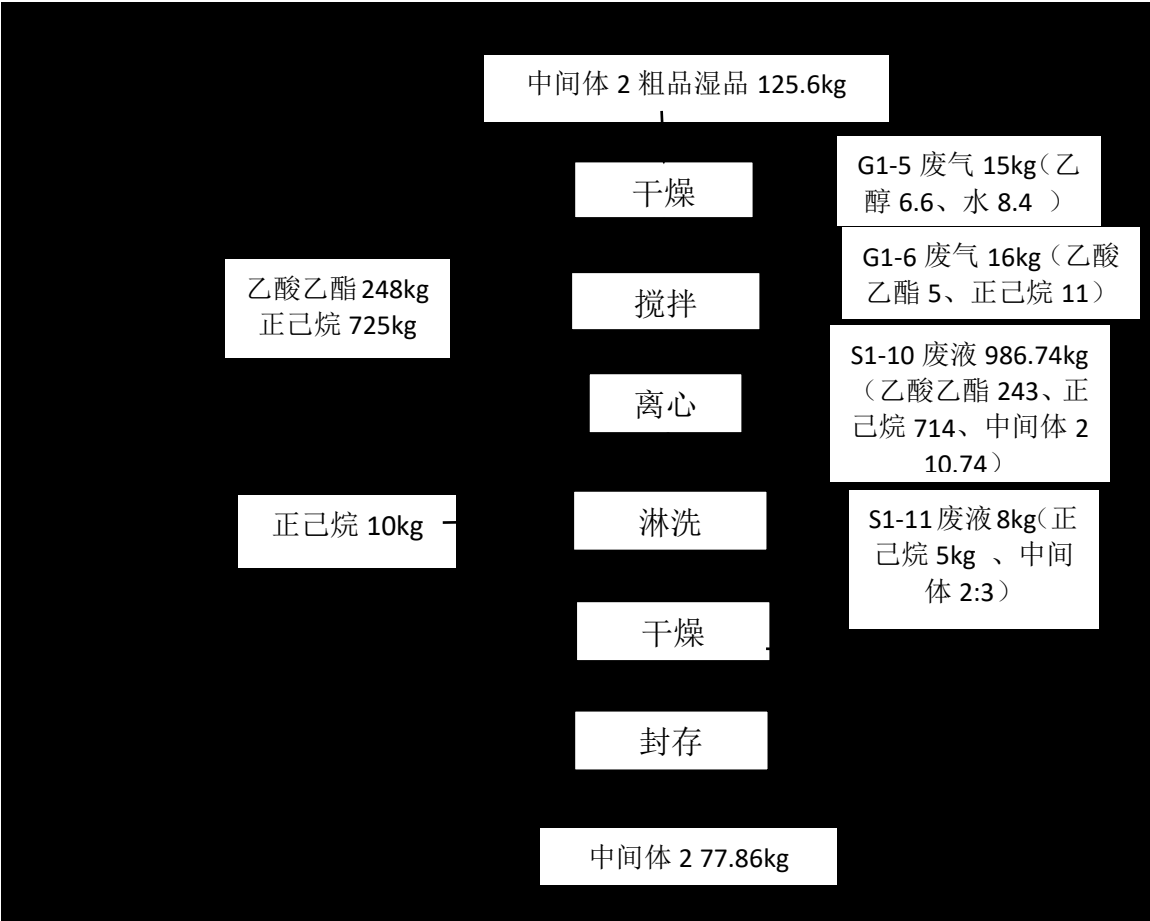 中间体 2 粗品湿品 125.6kg
干燥
G1-5 废气 15kg（乙
醇 6.6、水 8.4 ）
G1-6 废气 16kg（乙酸
乙酯 5、正己烷 11）
乙酸乙酯 248kg
正己烷 725kg
搅拌
S1-10 废液 986.74kg
（乙酸乙酯 243、正
己烷 714、中间体 2
10.74）
离心
正己烷 10kg
淋洗
S1-11 废液 8kg（正
己烷 5kg 、中间
体 2:3）
干燥
封存
中间体 2 77.86kg